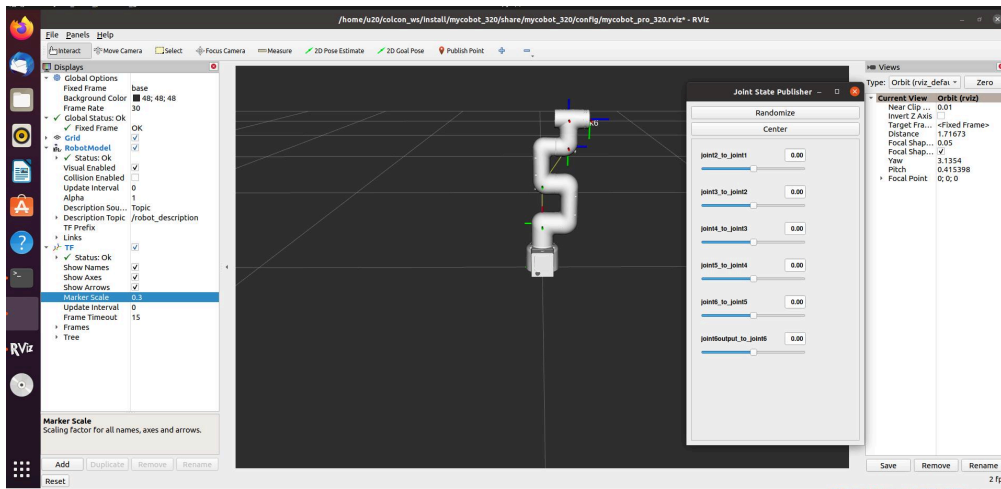 /home/u20/colcon_ws/install/mycobot_320/share/mycobot_320/config/mycobot_pro_320.rviz* - RViz
File Panels Help
Interact Move Camera Select Focus Camera Measure 2D Pose Estimate 2D Goal Pose Publish Point
Displays
Global Options
Fixed Frame base
Background Color 48; 48; 48
Frame Rate 30
Global Status: Ok
Fixed Frame OK
Grid
RobotModel
Status: Ok
Visual Enabled
Collision Enabled
Update Interval 0
Alpha 1
Description Sou... Topic
Description Topic /robot_description
TF Prefix
Links
TF
Status: Ok
Show Names
Show Axes
Show Arrows
Marker Scale 0.3
Update Interval 0
Frame Timeout 15
Frames
Tree
Marker Scale
Scaling factor for all names, axes and arrows.
Add Duplicate Remove Rename
Reset
Joint State Publisher
Randomize
Center
joint2_to_joint1 0.00
joint3_to_joint2 0.00
joint4_to_joint3 0.00
joint5_to_joint4 0.00
joint6_to_joint5 0.00
joint6output_to_joint6 0.00
Views
Type: Orbit (rviz_defau Zero
Current View Orbit (rviz)
Near Clip ... 0.01
Invert Z Axis
Target Fra... <Fixed Frame>
Distance 1.71673
Focal Shap... 0.05
Focal Shap...
Yaw 3.1354
Pitch 0.415398
Focal Point 0; 0; 0
Save Remove Rename
RViz